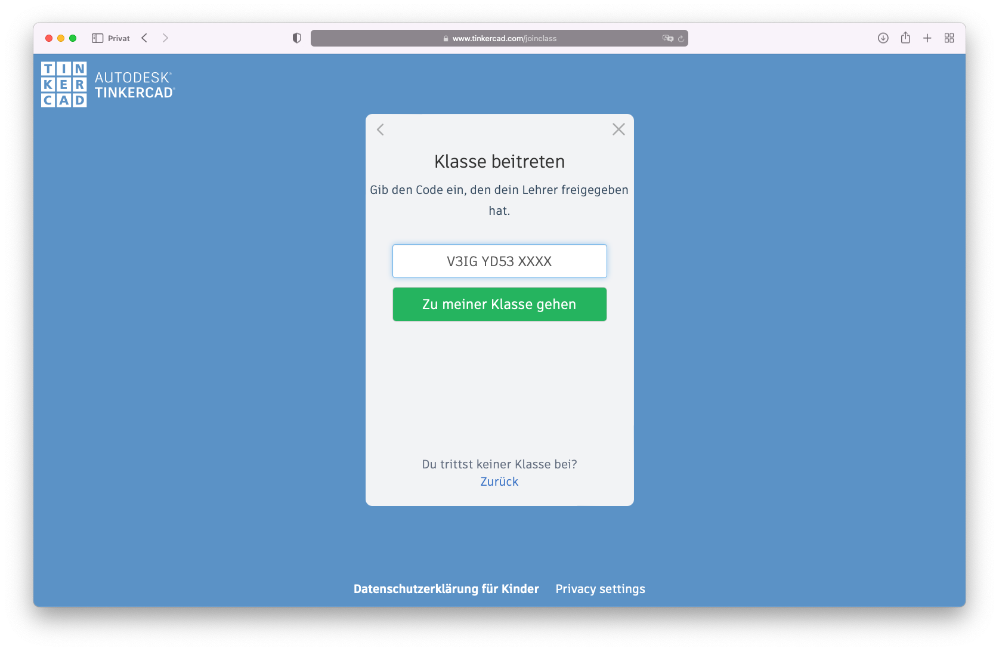 Privat
www.tinkercad.com/joinclass
TIN
KER
CAD
AUTODESK®
TINKERCAD®
Klasse beitreten
Gib den Code ein, den dein Lehrer freigegeben
hat.
V3IG YD53 XXXX
Zu meiner Klasse gehen
Du trittst keiner Klasse bei?
Zurück
Datenschutzerklärung für Kinder Privacy settings